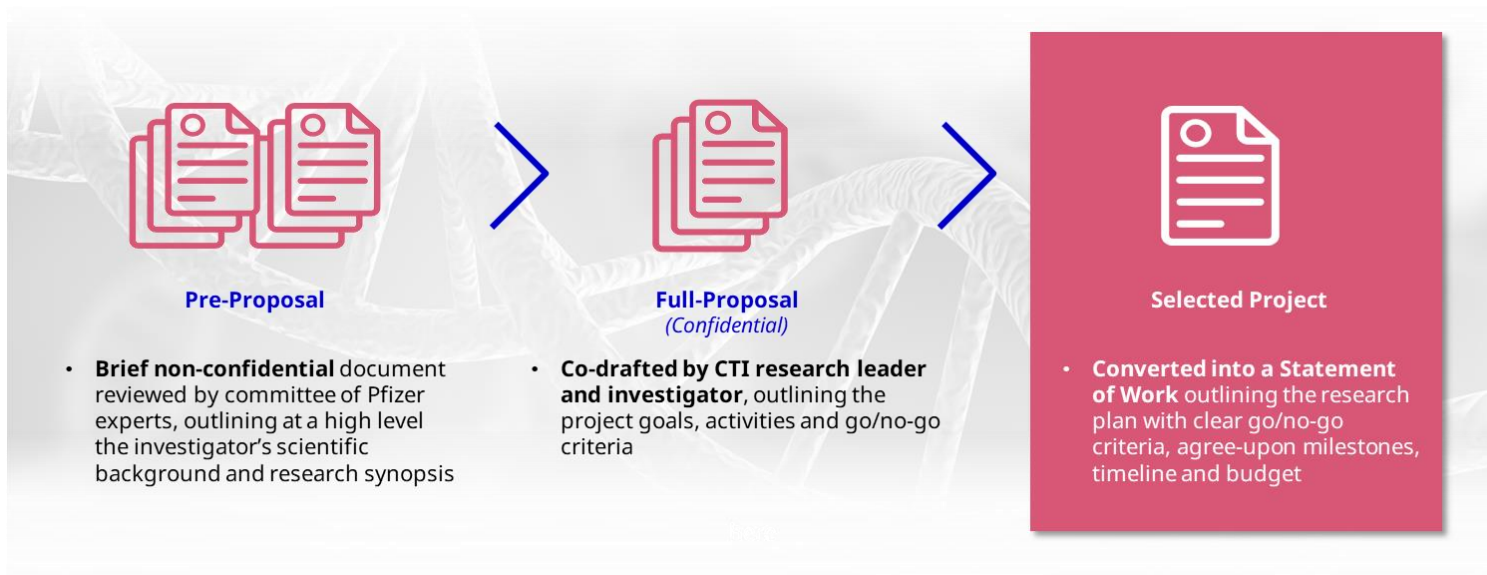 Pre-Proposal
• Brief non-confidential document
reviewed by committee of Pfizer
experts, outlining at a high level
the investigator’s scientific
background and research synopsis
Full-Proposal
(Confidential)
• Co-drafted by CTI research leader
and investigator, outlining the
project goals, activities and go/no-go
criteria
Selected Project
• Converted into a Statement
of Work outlining the research
plan with clear go/no-go
criteria, agree-upon milestones,
timeline and budget